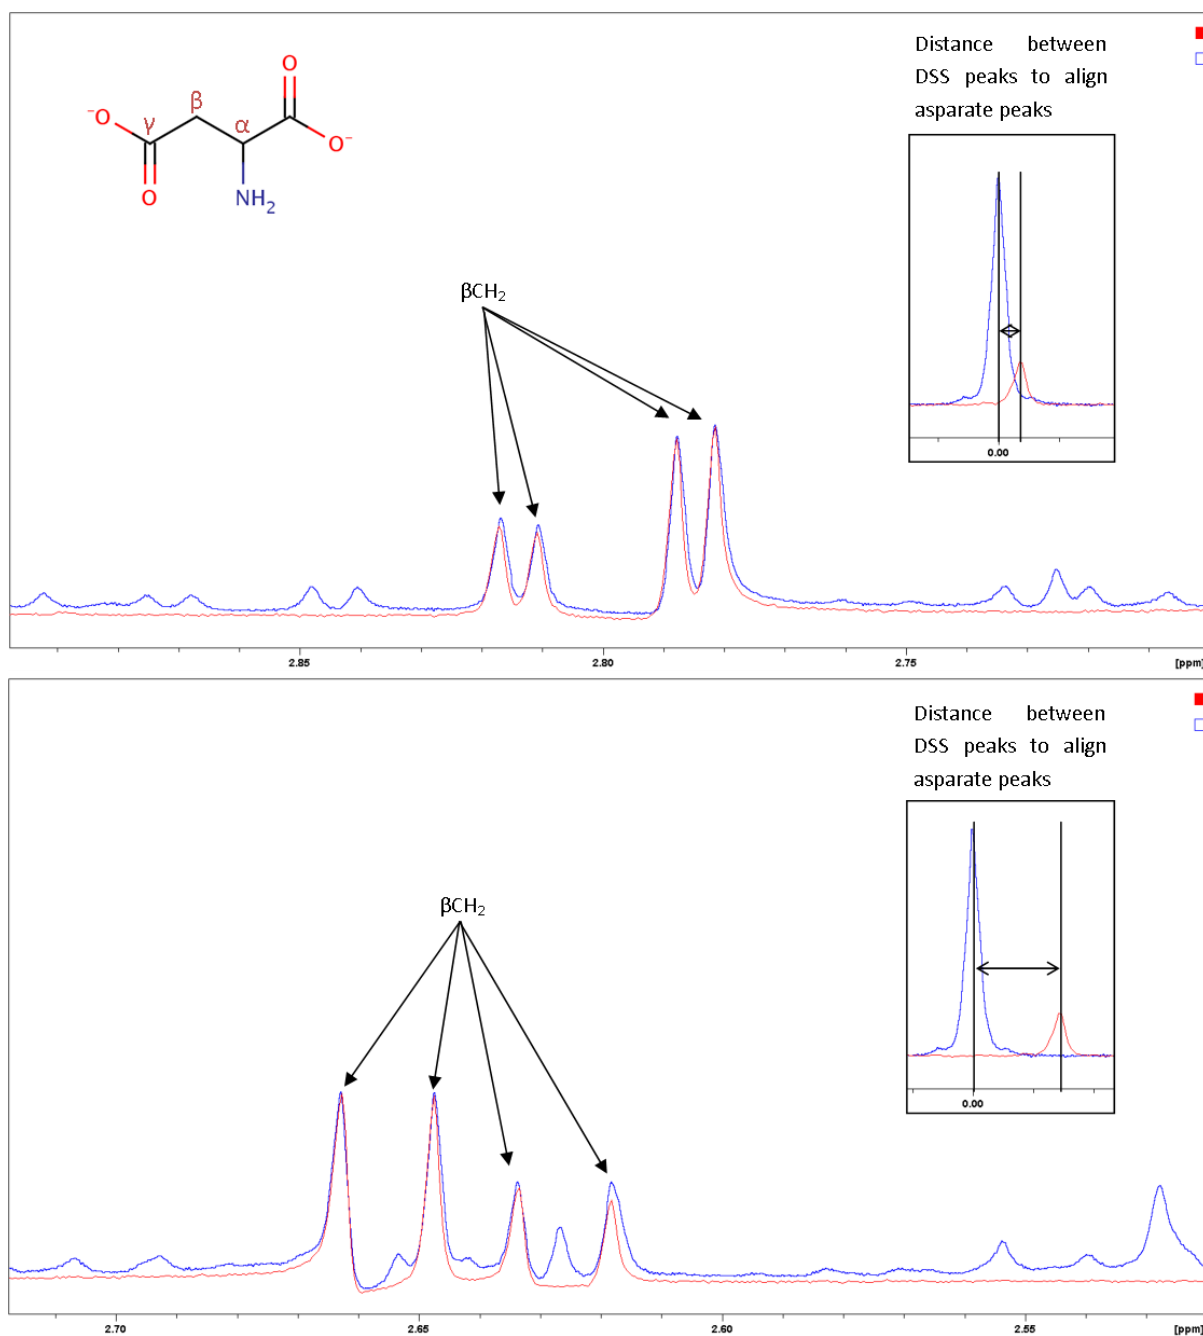 Distance between
DSS peaks to align
asparate peaks
O
O
β
⁻O
γ
α
O⁻
O
NH₂
βCH₂
0.00
2.85
2.80
2.75
[ppm]
Distance between
DSS peaks to align
asparate peaks
βCH₂
0.00
2.70
2.65
2.60
2.55
[ppm]